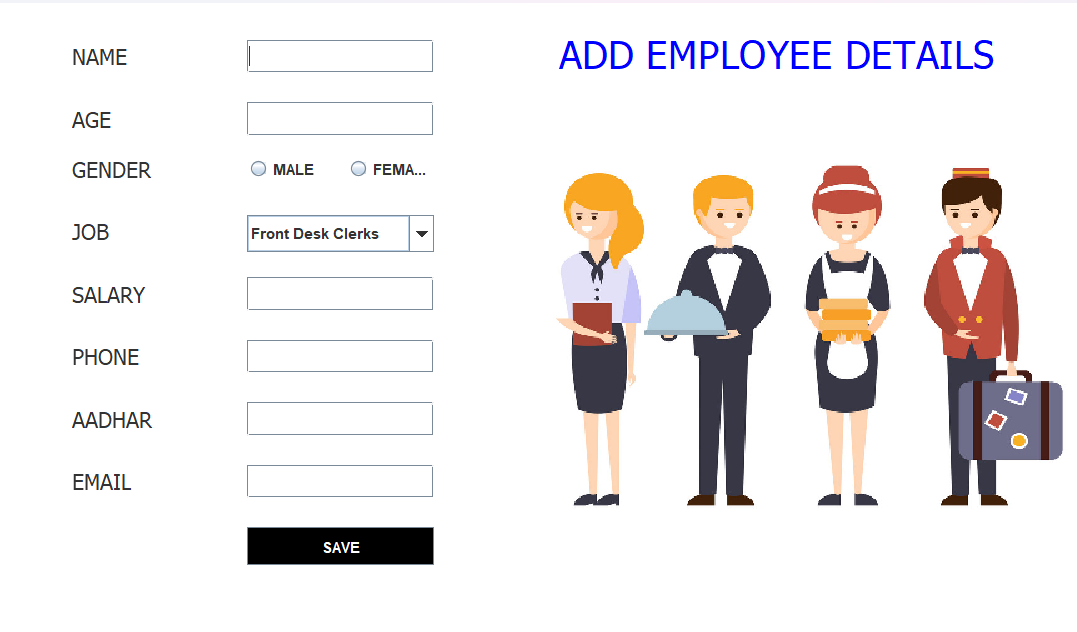 NAME
ADD EMPLOYEE DETAILS
AGE
GENDER MALE FEMA...
JOB Front Desk Clerks
SALARY
PHONE
AADHAR
EMAIL
SAVE